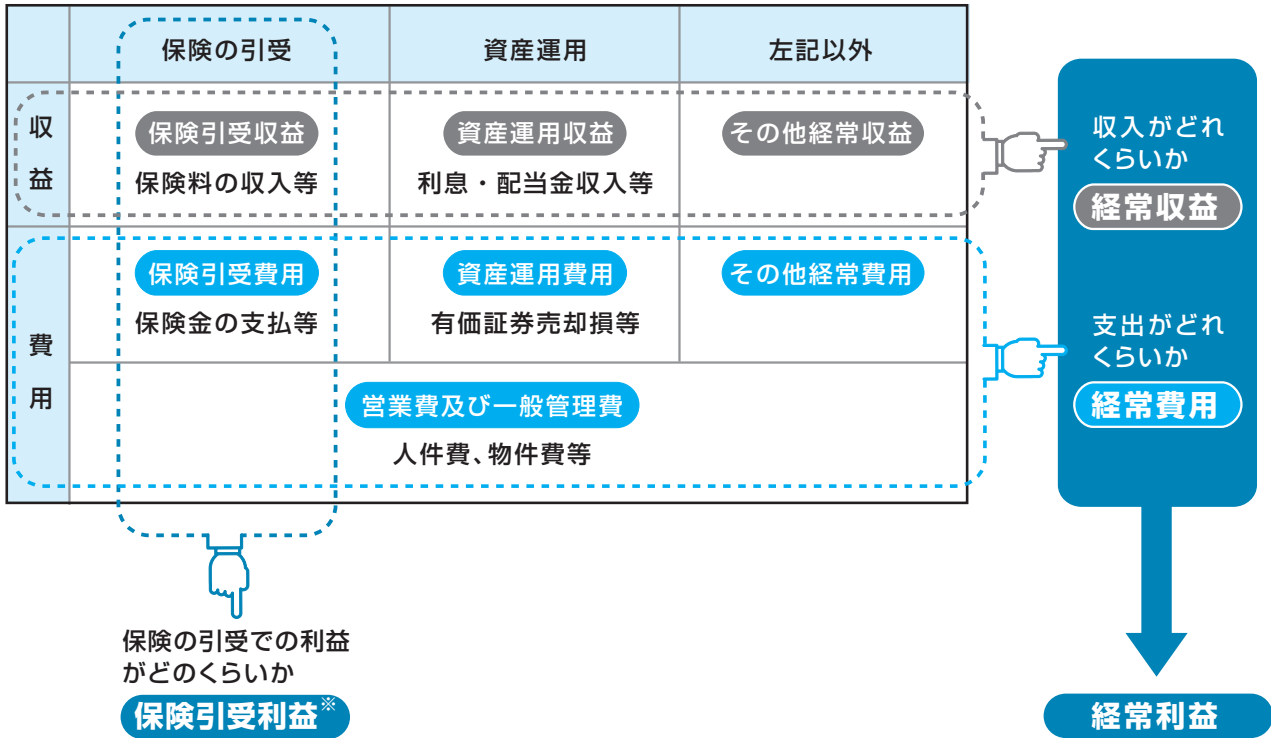 保険の引受
資産運用
左記以外
収益
保険引受収益
保険料の収入等
資産運用収益
利息・配当金収入等
その他経常収益
収入がどれ
くらいか
経常収益
費用
保険引受費用
保険金の支払等
資産運用費用
有価証券売却損等
その他経常費用
営業費及び一般管理費
人件費、物件費等
支出がどれ
くらいか
経常費用
保険の引受での利益
がどのくらいか
保険引受利益※
経常利益